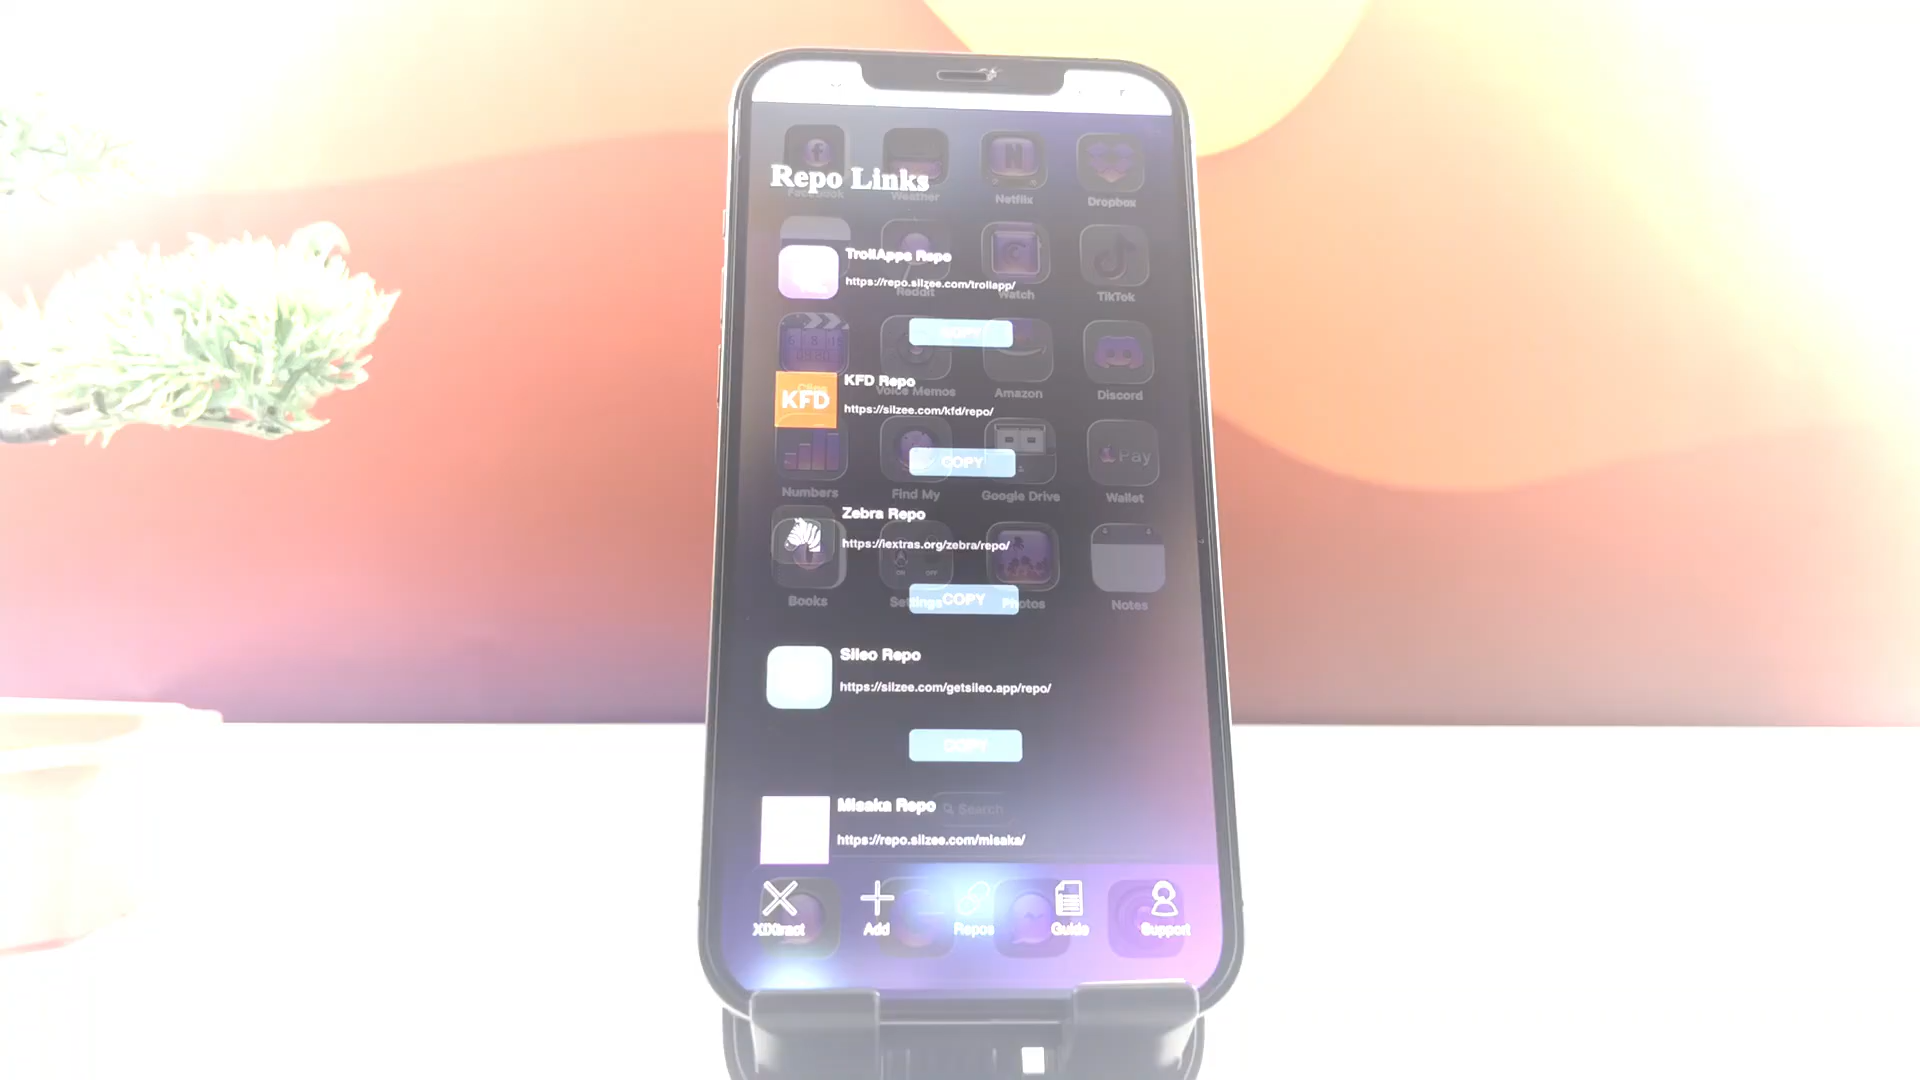 Facebook
Weather
Netflix
Dropbox
Repo Links
TrollApps Repo
https://repo.silzee.com/trollapp/
Reddit
Watch
TikTok
COPY
KFD
KFD Repo
https://silzee.com/kfd/repo/
Voice Memos
Amazon
Discord
COPY
Pay
Numbers
Find My
Google Drive
Wallet
Zebra Repo
https://iextras.org/zebra/repo/
COPY
Books
Settings
Photos
Notes
Sileo Repo
https://silzee.com/getsileo.app/repo/
COPY
Misaka Repo
Search
https://repo.silzee.com/misaka/
Add
Repos
Guide
Support